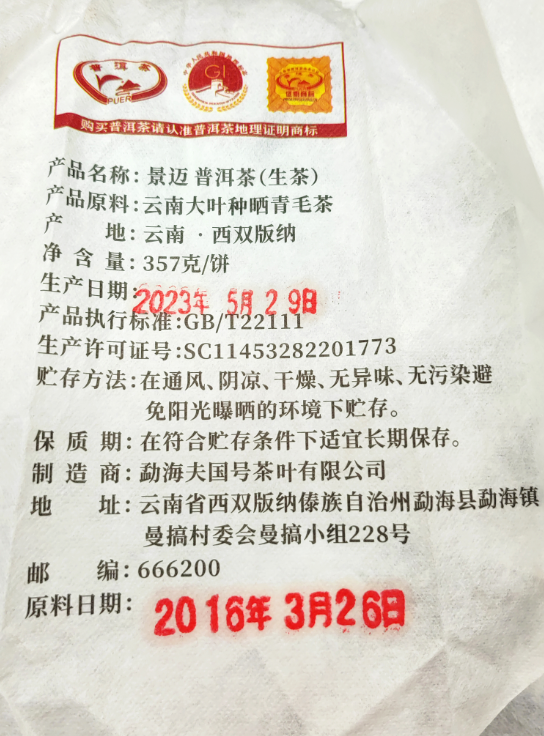 普洱茶
PUER
购买普洱茶请认准普洱茶地理证明商标
产品名称：景迈 普洱茶（生茶）
产品原料：云南大叶种晒青毛茶
产 地：云南·西双版纳
净 含 量：357克/饼
生产日期：2023年 5月29日
产品执行标准：GB/T22111
生产许可证号：SC11453282201773
贮存方法：在通风、阴凉、干燥、无异味、无污染避
免阳光曝晒的环境下贮存。
保 质 期：在符合贮存条件下适宜长期保存。
制 造 商：勐海夫国号茶叶有限公司
地 址：云南省西双版纳傣族自治州勐海县勐海镇
曼搞村委会曼搞小组228号
邮 编：666200
原料日期：2016年3月26日